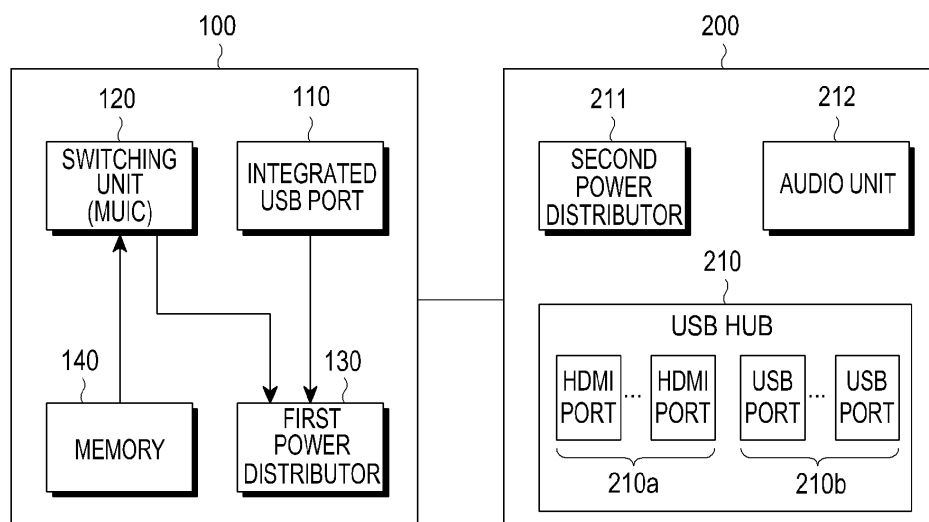 100
200
120
110
211
212
SWITCHING
UNIT
(MUIC)
INTEGRATED
USB PORT
SECOND
POWER
DISTRIBUTOR
AUDIO UNIT
210
USB HUB
140
130
HDMI
PORT
...
HDMI
PORT
USB
PORT
...
USB
PORT
MEMORY
FIRST
POWER
DISTRIBUTOR
210a
210b